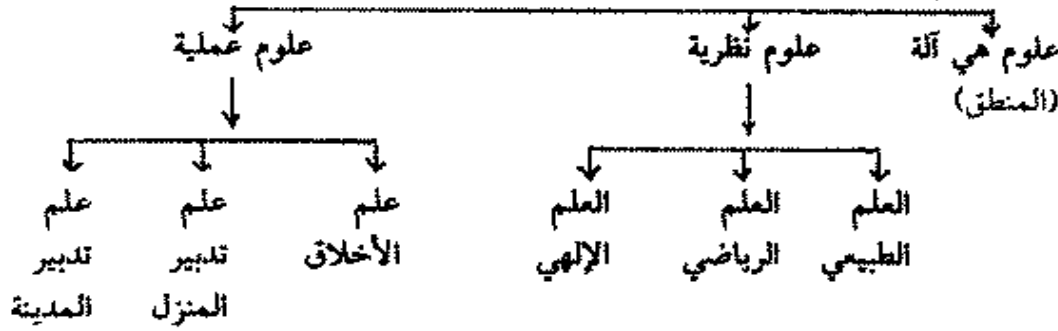 علوم هي آلة علوم نظرية علوم عملية
(المنطق)
العلم العلم العلم علم علم علم
الطبيعي الرياضي الإلهي الأخلاق تدبير تدبير
المنزل المدينة